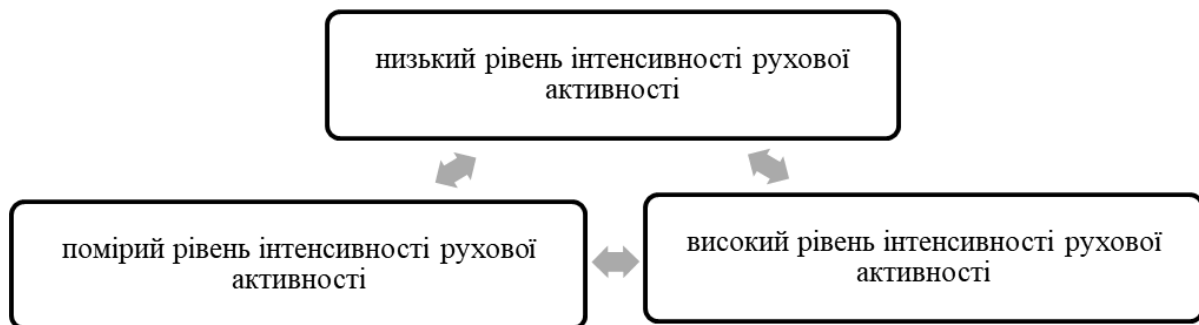 низький рівень інтенсивності рухової
активності
помірий рівень інтенсивності рухової
активності
високий рівень інтенсивності рухової
активності